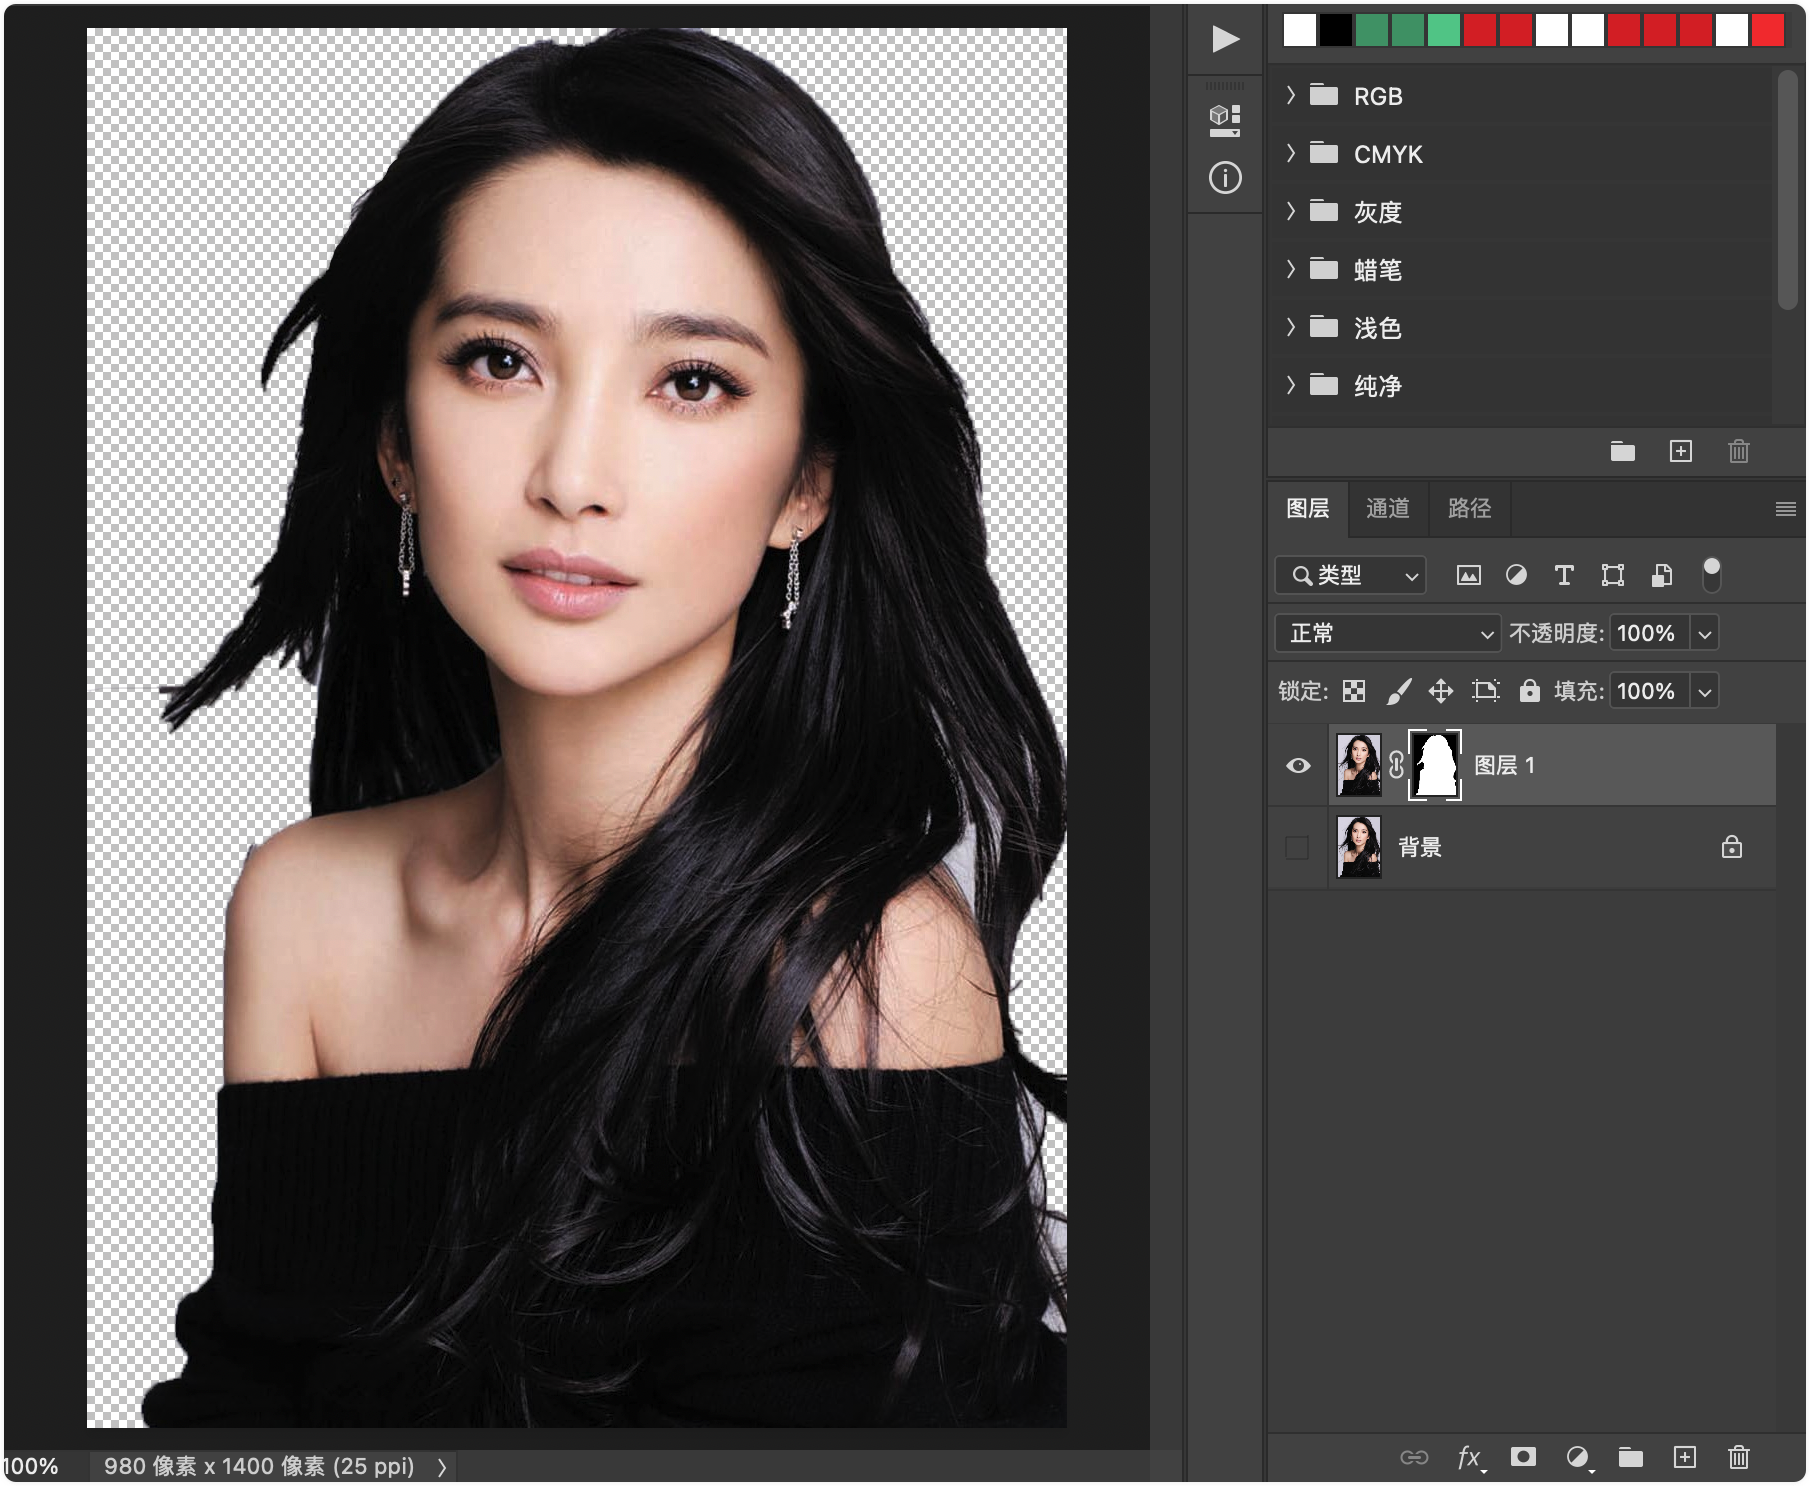 RGB
CMYK
灰度
蜡笔
浅色
纯净
图层 通道 路径
类型
正常 不透明度: 100%
锁定: 填充: 100%
图层 1
背景
fx
100% 980 像素 x 1400 像素 (25 ppi)